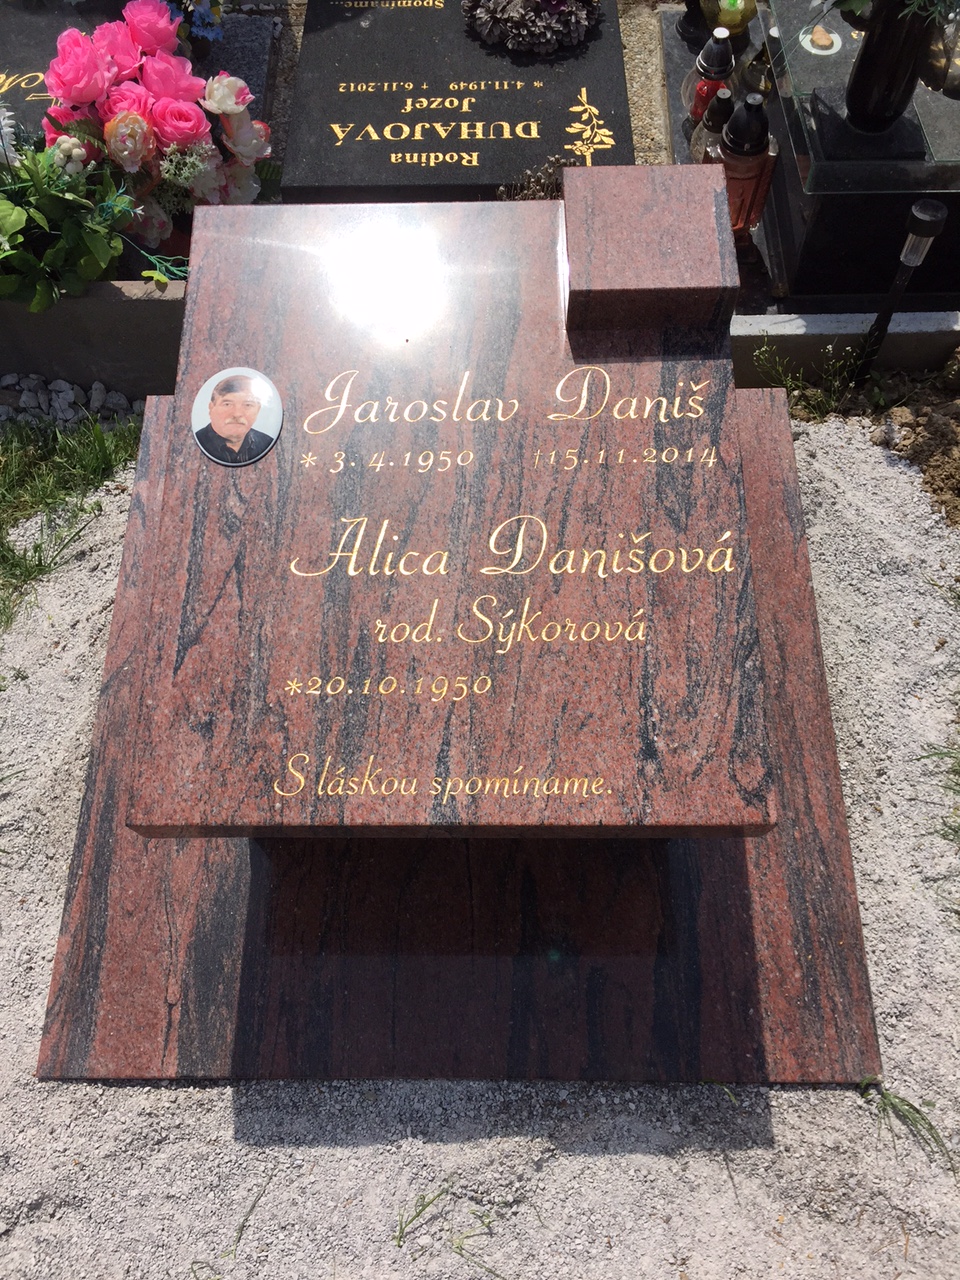 Spomíname...
* 4.11.1949 † 6.11.2012
Jozef
DUHAJOVÁ
Rodina
Jaroslav Daniš
* 3. 4. 1950 †15. 11. 2014
Alica Danišová
rod. Sýkorová
*20. 10. 1950
S láskou spomíname.